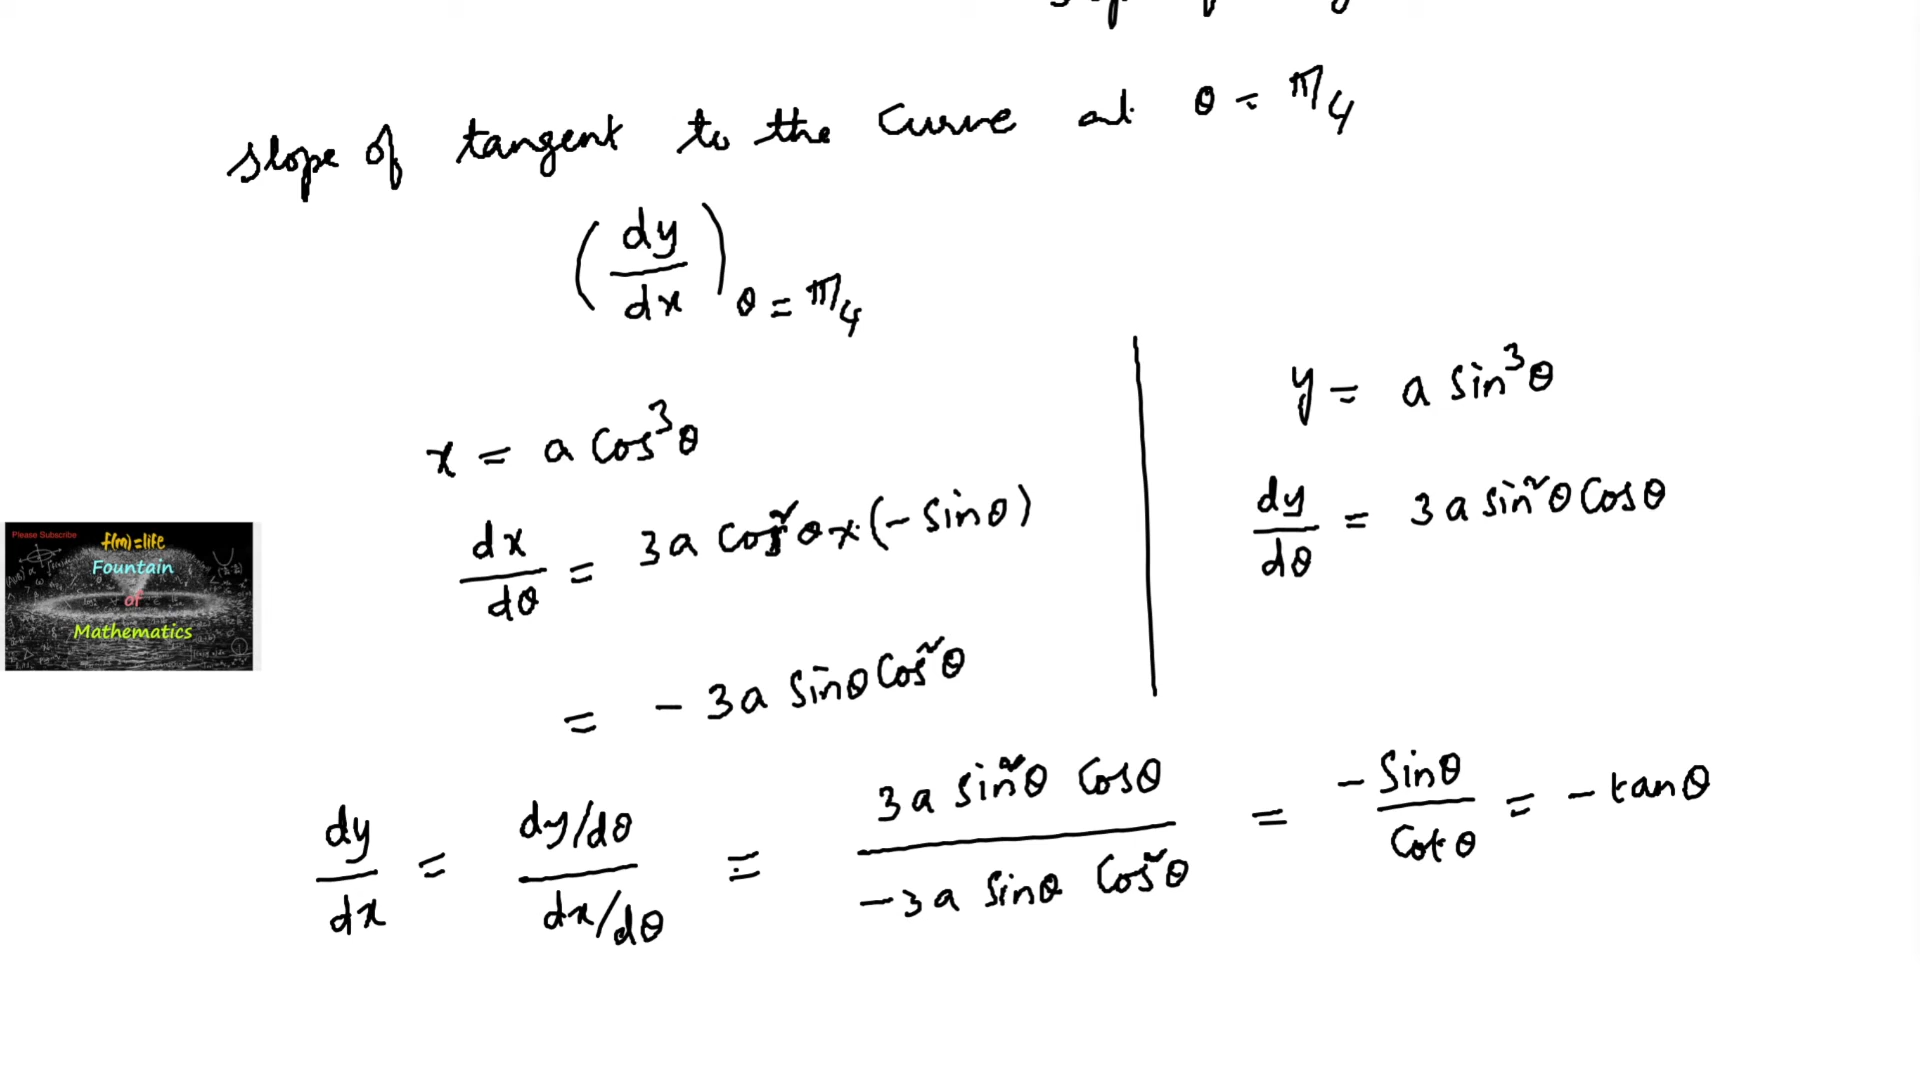 slope of tangent to the curve at θ = π/4
(dy/dx) θ = π/4
x = a cos³θ
dx/dθ = 3a cos²θ × (- sinθ)
= - 3a sinθ cos²θ
y = a sin³θ
dy/dθ = 3a sin²θ cosθ
dy/dx = (dy/dθ)/(dx/dθ) = (3a sin²θ cosθ)/(-3a sinθ cos²θ) = (- sinθ)/(cotθ) = - tanθ
Please Subscribe
f(m)=life
Fountain
of
Mathematics